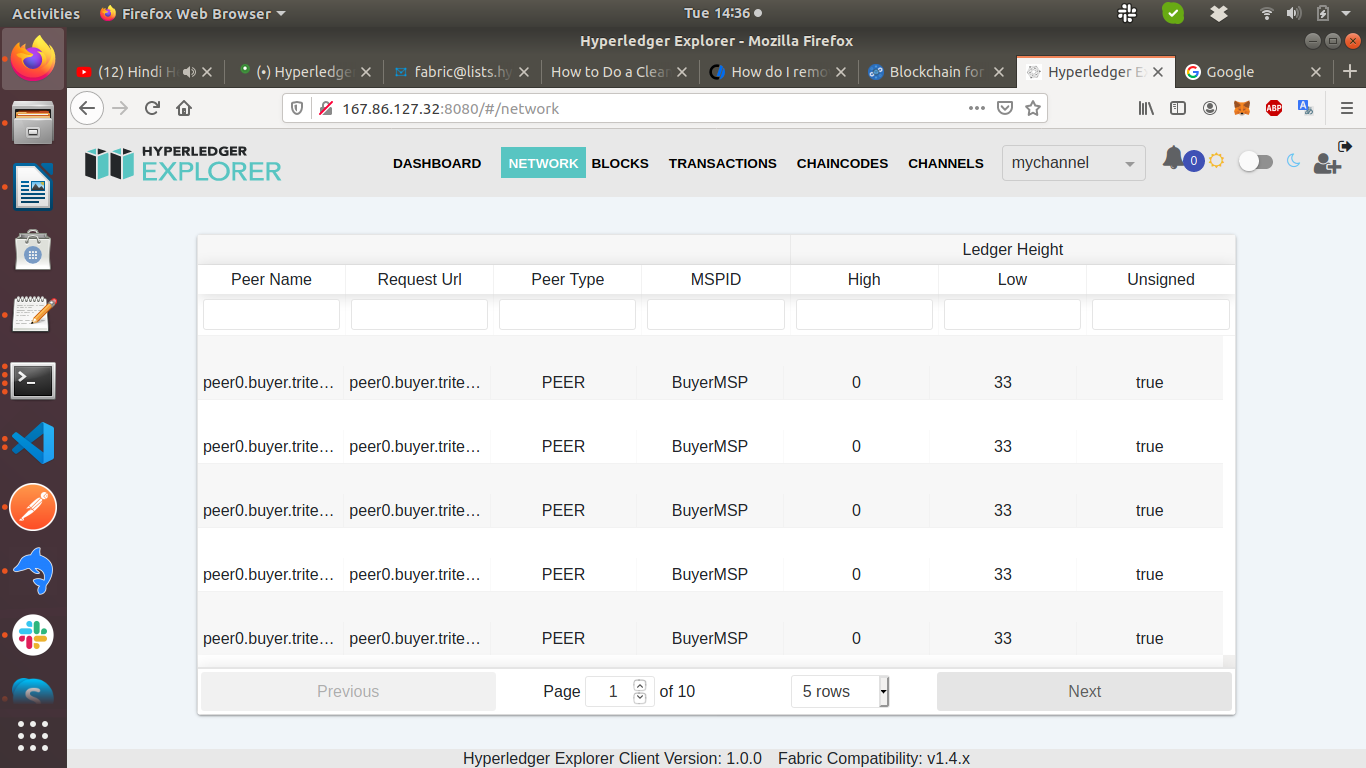 Activities Firefox Web Browser Tue 14:36
Hyperledger Explorer - Mozilla Firefox
(12) Hindi H (•) Hyperledge fabric@lists.hy How to Do a Clean How do I remo Blockchain for Hyperledger E Google
167.86.127.32:8080/#/network ABP
HYPERLEDGER
EXPLORER
DASHBOARD NETWORK BLOCKS TRANSACTIONS CHAINCODES CHANNELS mychannel 0
Ledger Height
Peer Name Request Url Peer Type MSPID High Low Unsigned
peer0.buyer.trite… peer0.buyer.trite… PEER BuyerMSP 0 33 true
peer0.buyer.trite… peer0.buyer.trite… PEER BuyerMSP 0 33 true
peer0.buyer.trite… peer0.buyer.trite… PEER BuyerMSP 0 33 true
peer0.buyer.trite… peer0.buyer.trite… PEER BuyerMSP 0 33 true
peer0.buyer.trite… peer0.buyer.trite… PEER BuyerMSP 0 33 true
Previous Page 1 of 10 5 rows Next
Hyperledger Explorer Client Version: 1.0.0 Fabric Compatibility: v1.4.x